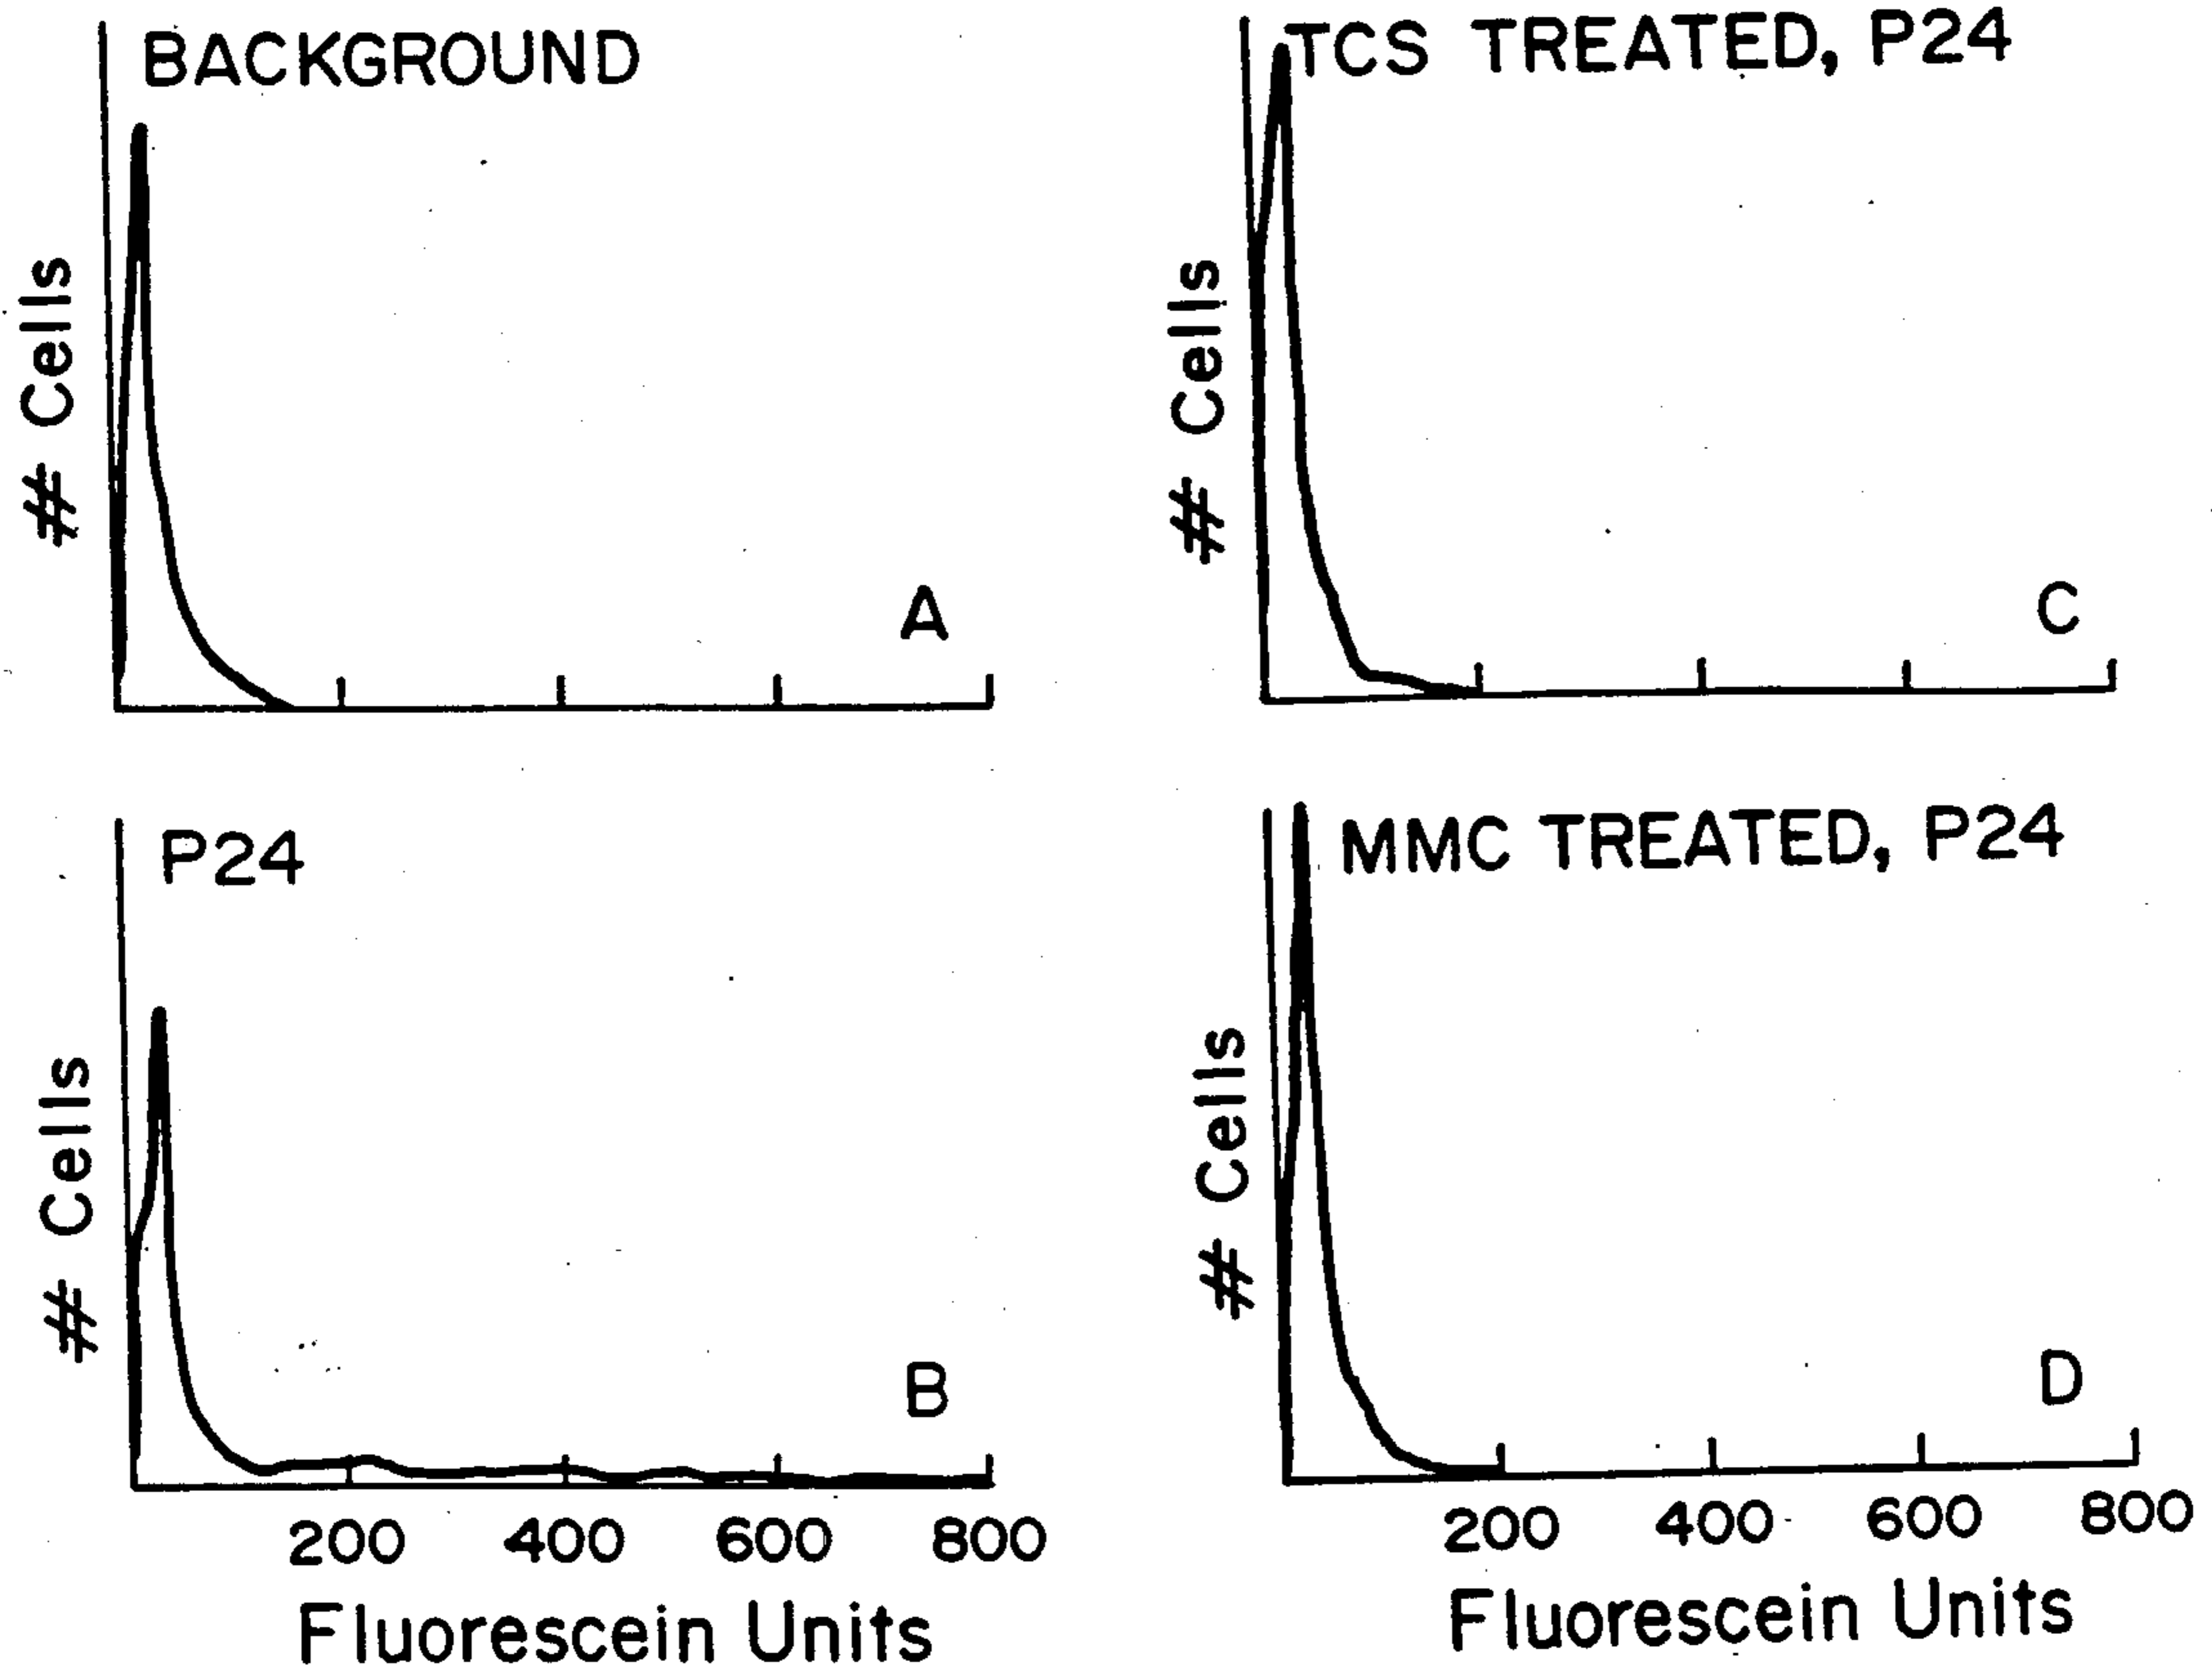 BACKGROUND
# Cells
A
TCS TREATED, P24
# Cells
C
P24
# Cells
B
200 400 600 800
Fluorescein Units
MMC TREATED, P24
# Cells
D
200 400 600 800
Fluorescein Units